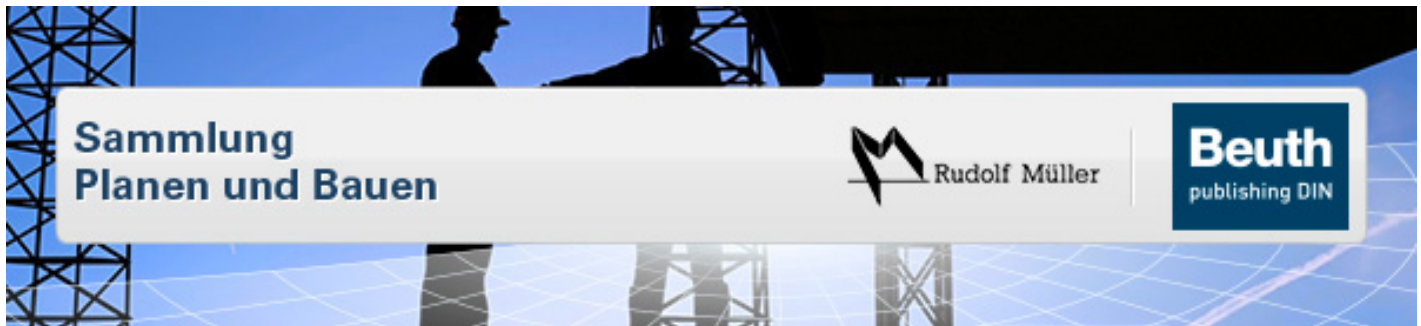 Sammlung
Planen und Bauen
Rudolf Müller
Beuth
publishing DIN